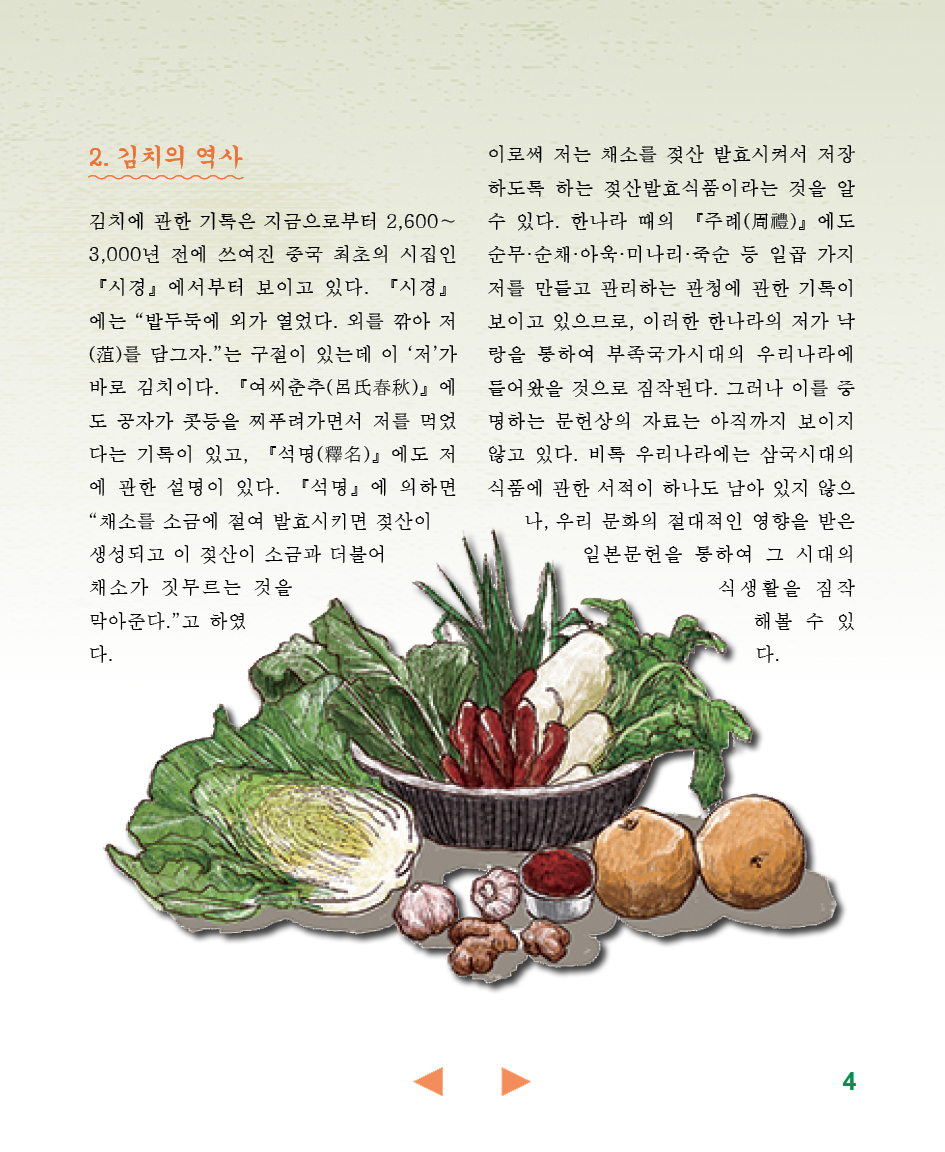 2. 김치의 역사
김치에 관한 기록은 지금으로부터 2,600~
3,000년 전에 쓰여진 중국 최초의 시집인
『시경』에서부터 보이고 있다. 『시경』
에는 “밭두둑에 외가 열었다. 외를 깎아 저
(菹)를 담그자.”는 구절이 있는데 이 ‘저’가
바로 김치이다. 『여씨춘추(呂氏春秋)』에
도 공자가 콧등을 찌푸려가면서 저를 먹었
다는 기록이 있고, 『석명(釋名)』에도 저
에 관한 설명이 있다. 『석명』에 의하면
“채소를 소금에 절여 발효시키면 젖산이
생성되고 이 젖산이 소금과 더불어
채소가 짓무르는 것을
막아준다.”고 하였
다.
이로써 저는 채소를 젖산 발효시켜서 저장
하도록 하는 젖산발효식품이라는 것을 알
수 있다. 한나라 때의 『주례(周禮)』에도
순무·순채·아욱·미나리·죽순 등 일곱 가지
저를 만들고 관리하는 관청에 관한 기록이
보이고 있으므로, 이러한 한나라의 저가 낙
랑을 통하여 부족국가시대의 우리나라에
들어왔을 것으로 짐작된다. 그러나 이를 증
명하는 문헌상의 자료는 아직까지 보이지
않고 있다. 비록 우리나라에는 삼국시대의
식품에 관한 서적이 하나도 남아 있지 않으
나, 우리 문화의 절대적인 영향을 받은
일본문헌을 통하여 그 시대의
식생활을 짐작
해볼 수 있
다.
4